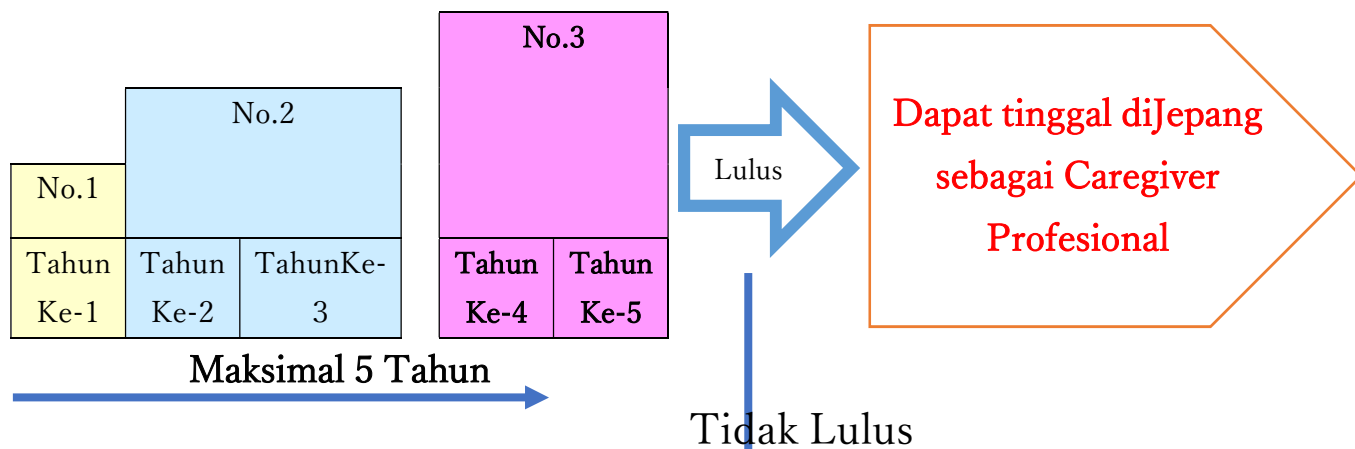 No.1
Tahun
Ke-1
No.2
Tahun
Ke-2
TahunKe-
3
No.3
Tahun
Ke-4
Tahun
Ke-5
Maksimal 5 Tahun
Lulus
Tidak Lulus
Dapat tinggal diJepang
sebagai Caregiver
Profesional